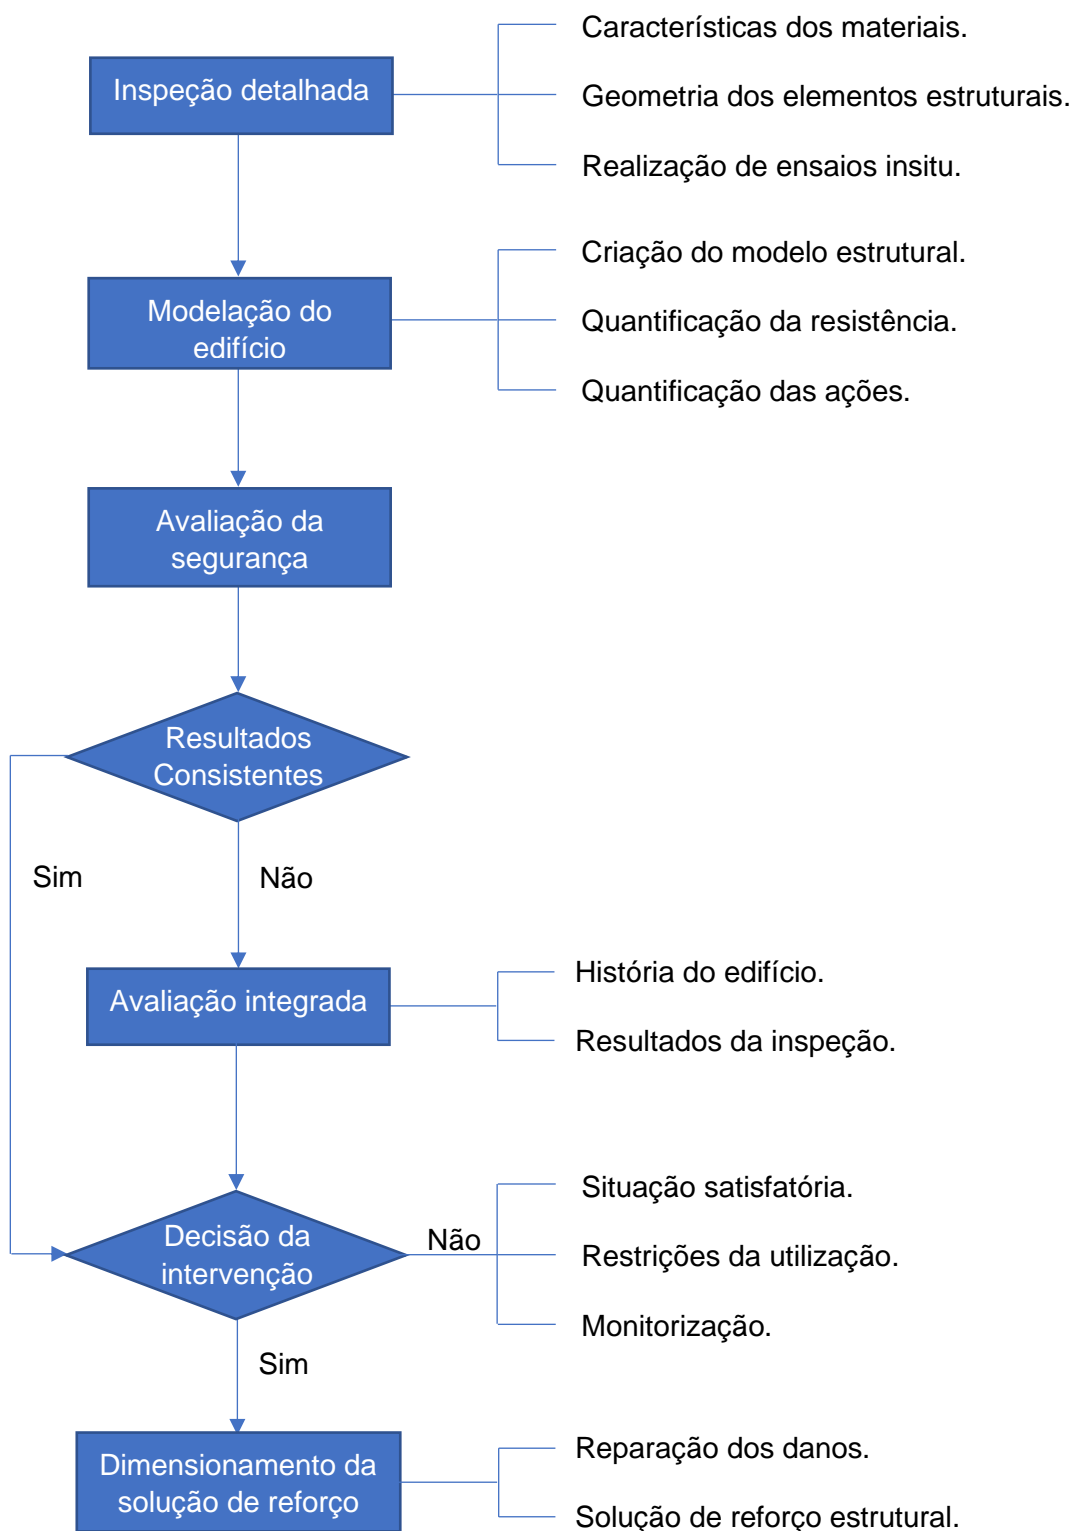 Características dos materiais.
Inspeção detalhada
Geometria dos elementos estruturais.
Realização de ensaios insitu.
Criação do modelo estrutural.
Modelação do
edifício
Quantificação da resistência.
Quantificação das ações.
Avaliação da
segurança
Resultados
Consistentes
Sim
Não
Avaliação integrada
História do edifício.
Resultados da inspeção.
Decisão da
intervenção
Não
Situação satisfatória.
Restrições da utilização.
Monitorização.
Sim
Dimensionamento da
solução de reforço
Reparação dos danos.
Solução de reforço estrutural.